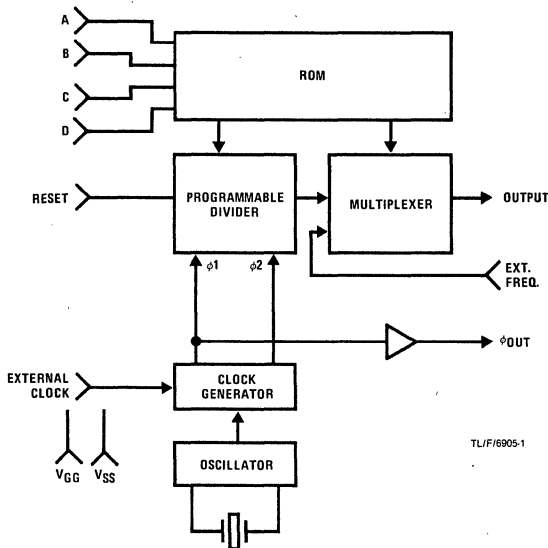 A
B
C
D
ROM
RESET
PROGRAMMABLE
DIVIDER
MULTIPLEXER
OUTPUT
ϕ1
ϕ2
EXT.
FREQ.
ϕOUT
EXTERNAL
CLOCK
CLOCK
GENERATOR
TL/F/6905-1
VGG
VSS
OSCILLATOR